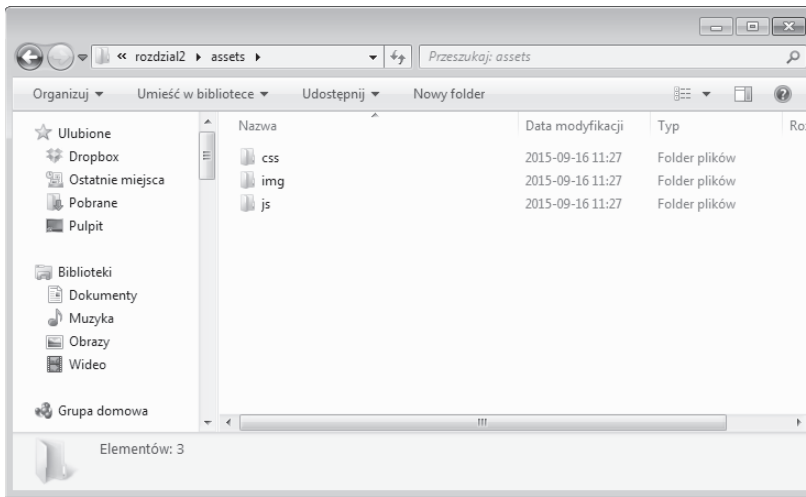 « rozdzial2 ▸ assets ▸
Przeszukaj: assets
Organizuj
Umieść w bibliotece
Udostępnij
Nowy folder
Ulubione
Dropbox
Ostatnie miejsca
Pobrane
Pulpit
Biblioteki
Dokumenty
Muzyka
Obrazy
Wideo
Grupa domowa
Nazwa Data modyfikacji Typ
css 2015-09-16 11:27 Folder plików
img 2015-09-16 11:27 Folder plików
js 2015-09-16 11:27 Folder plików
Elementów: 3